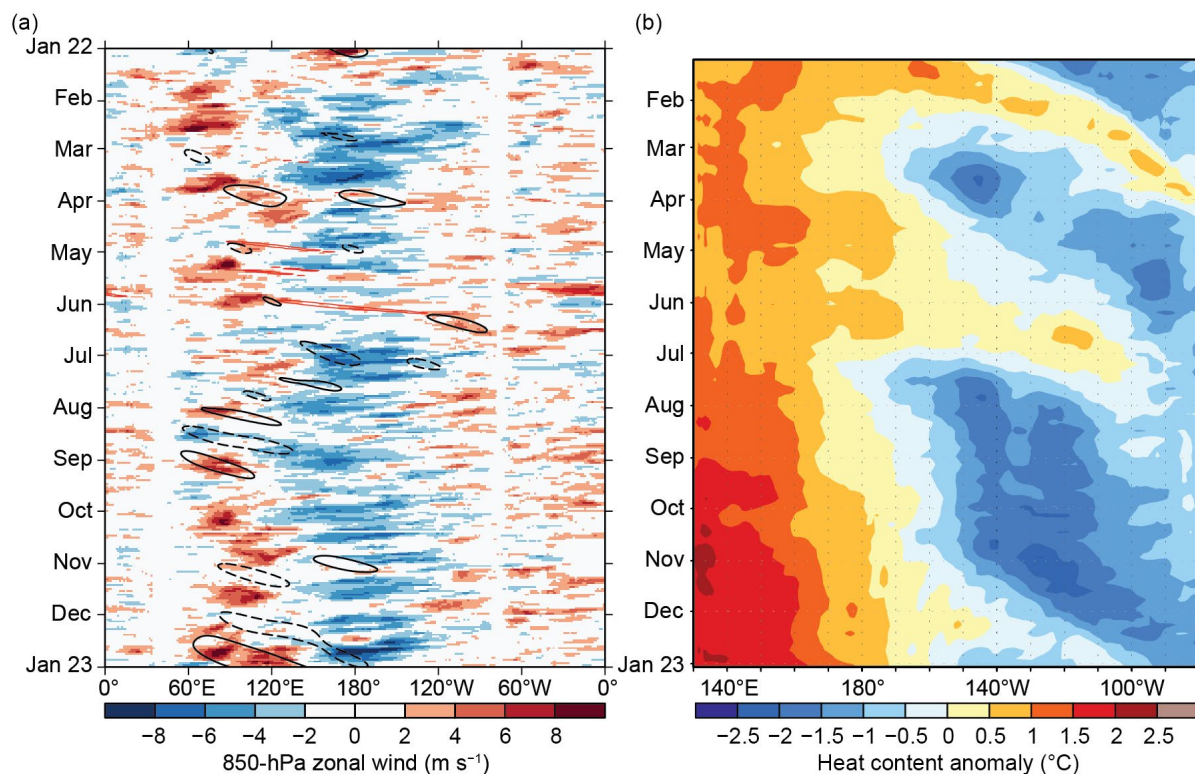 (a)
Jan 22
Feb
Mar
Apr
May
Jun
Jul
Aug
Sep
Oct
Nov
Dec
Jan 23
0° 60°E 120°E 180° 120°W 60°W 0°
−8 −6 −4 −2 0 2 4 6 8
850-hPa zonal wind (m s⁻¹)
(b)
Feb
Mar
Apr
May
Jun
Jul
Aug
Sep
Oct
Nov
Dec
Jan 23
140°E 180° 140°W 100°W
−2.5 −2 −1.5 −1 −0.5 0 0.5 1 1.5 2 2.5
Heat content anomaly (°C)